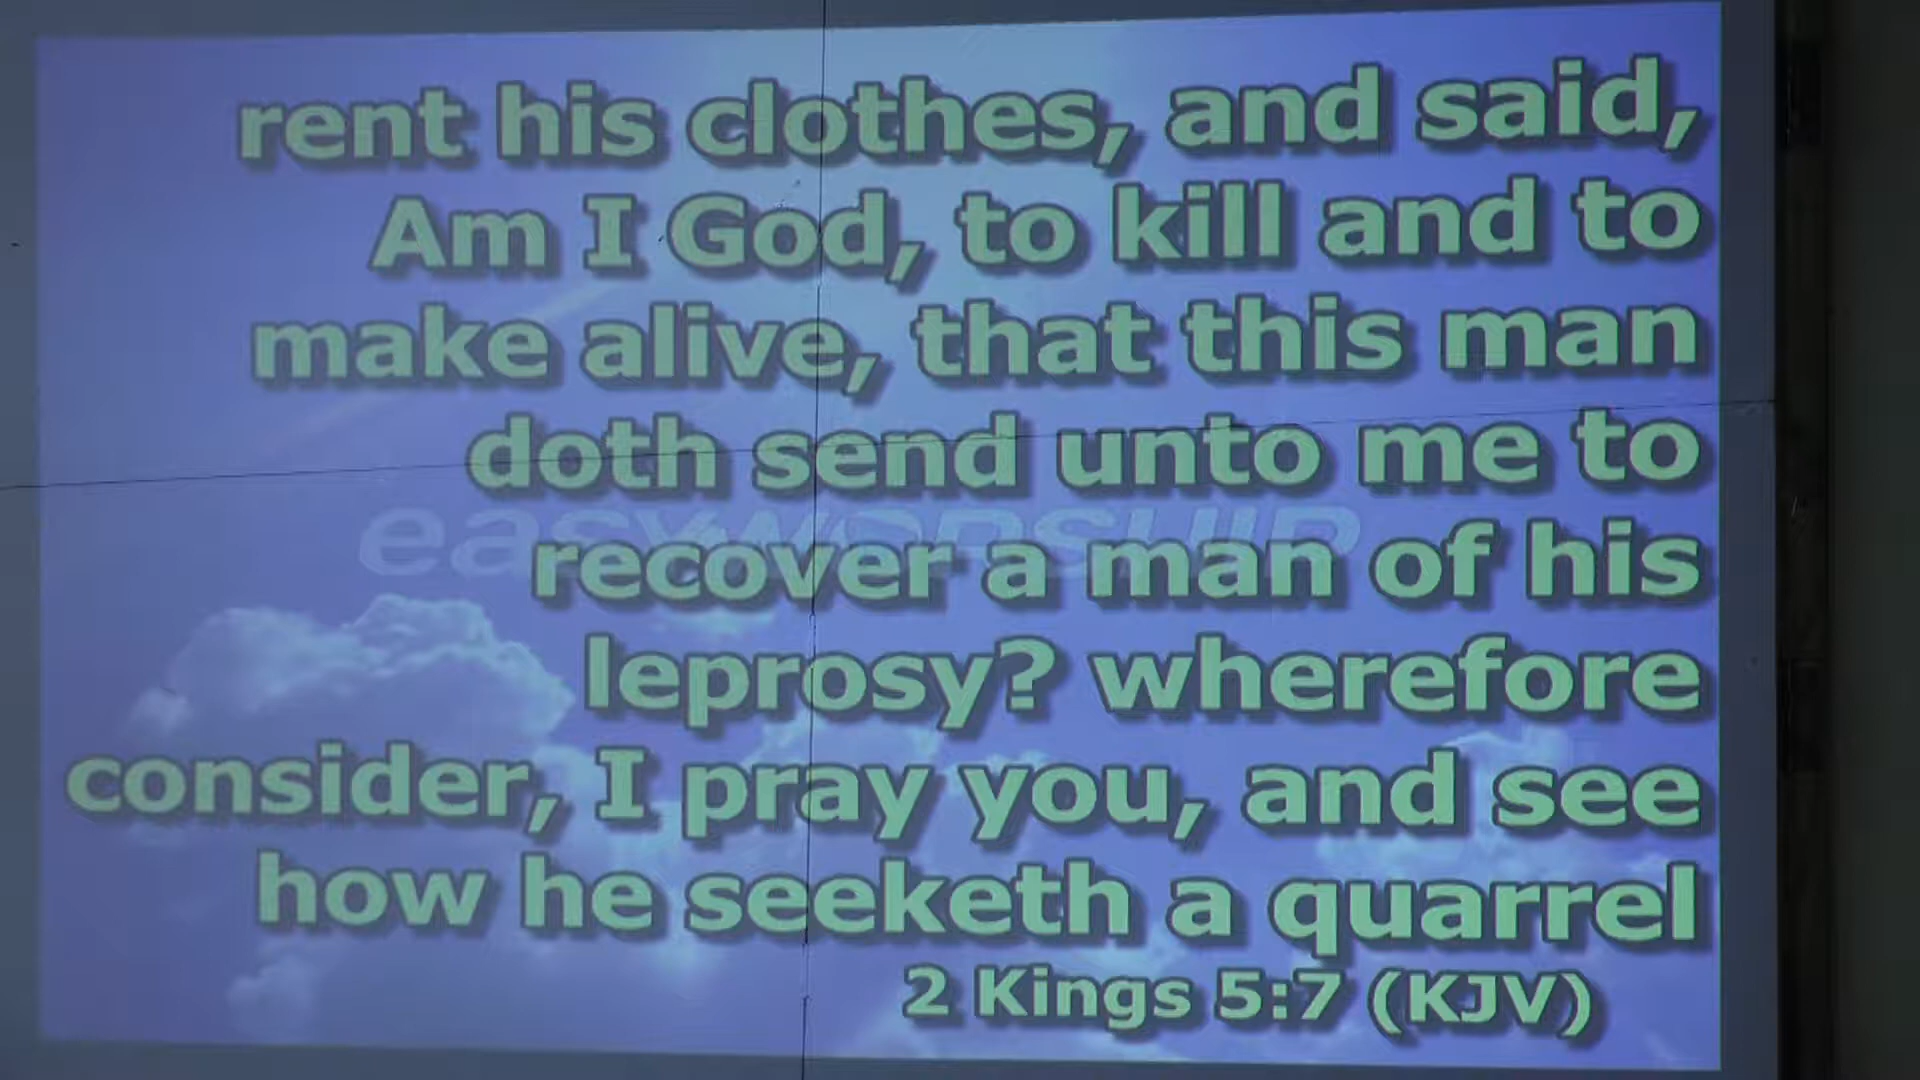 rent his clothes, and said,
Am I God, to kill and to
make alive, that this man
doth send unto me to
easyworship
recover a man of his
leprosy? wherefore
consider, I pray you, and see
how he seeketh a quarrel
2 Kings 5:7 (KJV)